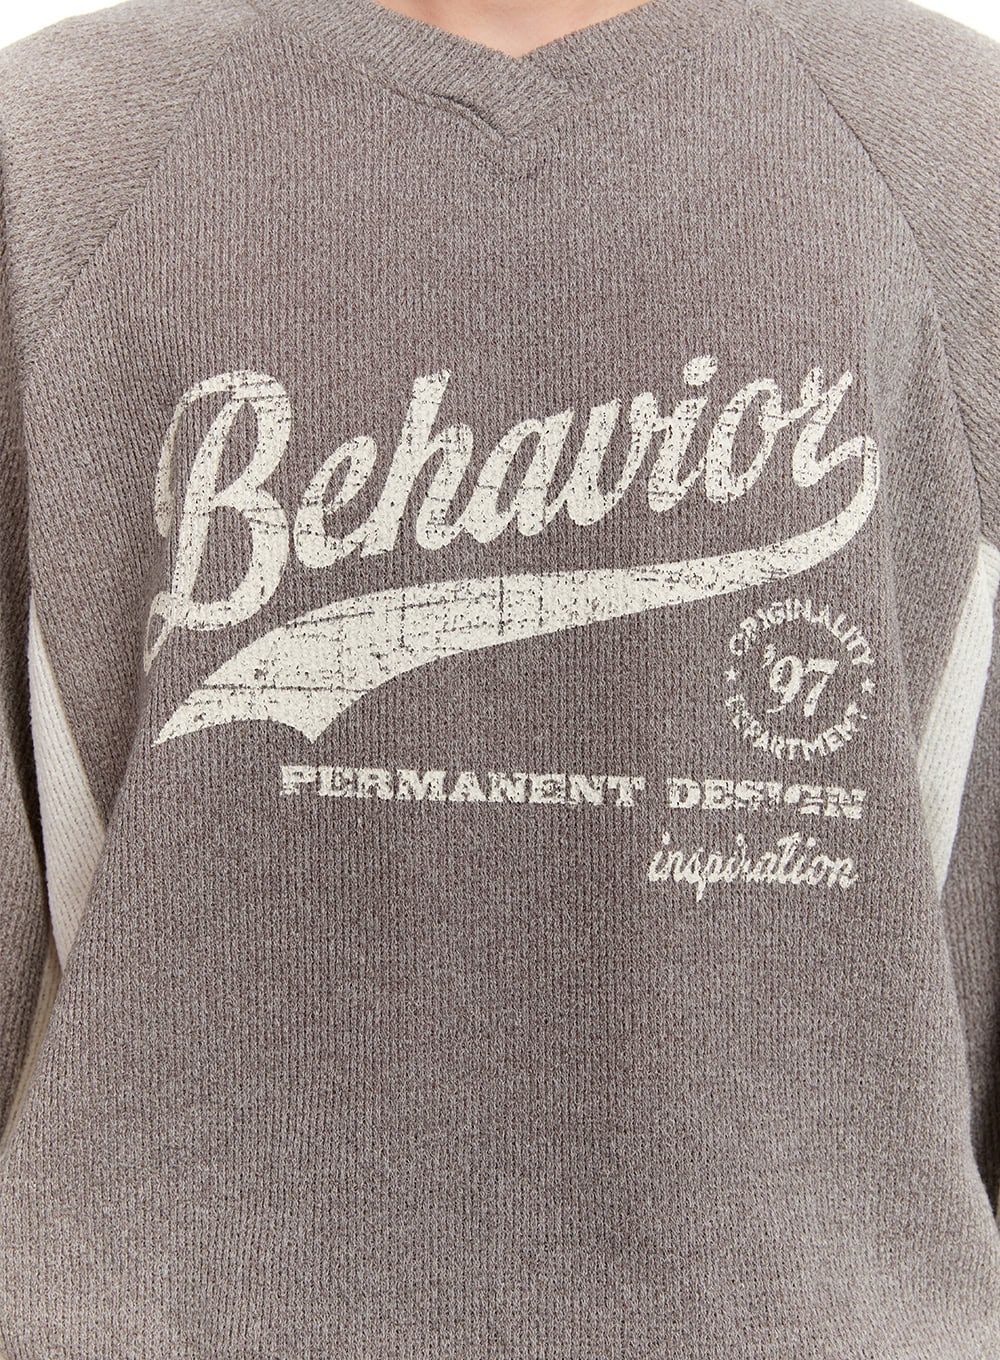 Behavior
ORIGINALITY
'97
DEPARTMENT
PERMANENT DESIGN
inspiration